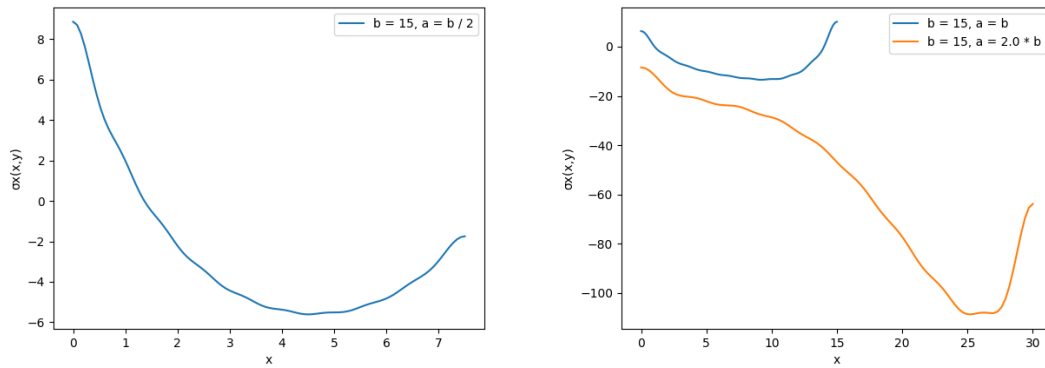 b = 15, a = b / 2
8
6
4
2
0
−2
−4
−6
σx(x,y)
0 1 2 3 4 5 6 7
x
b = 15, a = b
b = 15, a = 2.0 * b
0
−20
−40
−60
−80
−100
σx(x,y)
0 5 10 15 20 25 30
x